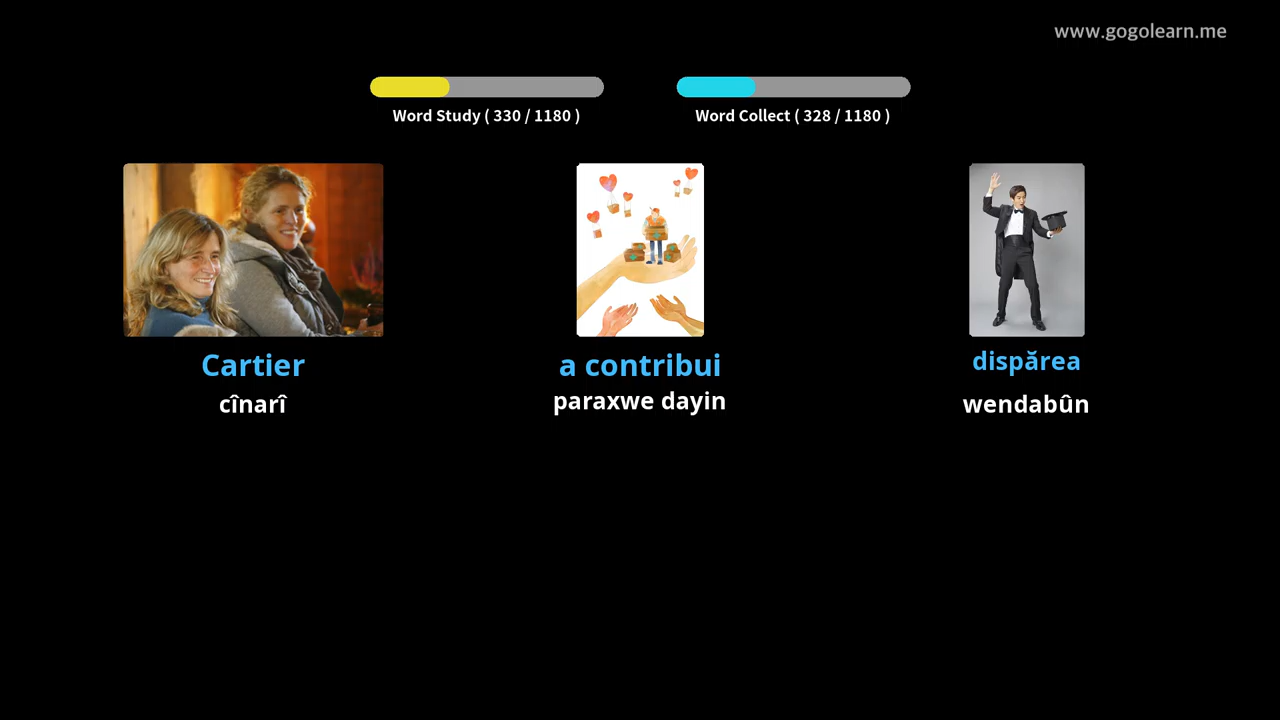 www.gogolearn.me
Word Study ( 330 / 1180 )
Word Collect ( 328 / 1180 )
Cartier
cînarî
a contribui
paraxwe dayin
dispărea
wendabûn